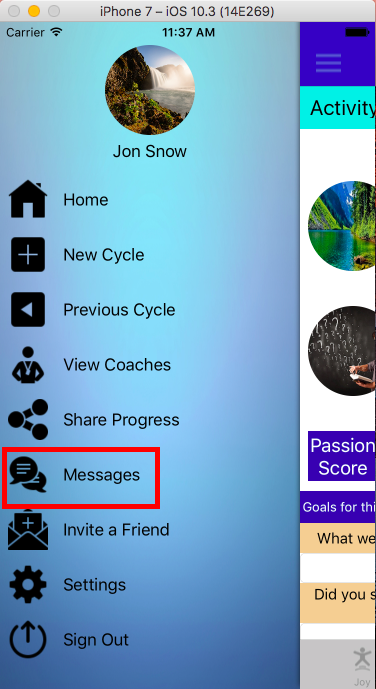 iPhone 7 – iOS 10.3 (14E269)
Carrier 11:37 AM
Jon Snow
Home
New Cycle
Previous Cycle
View Coaches
Share Progress
Messages
Invite a Friend
Settings
Sign Out
Activity
Passion
Score
Goals for thi
What we
Did you s
Joy